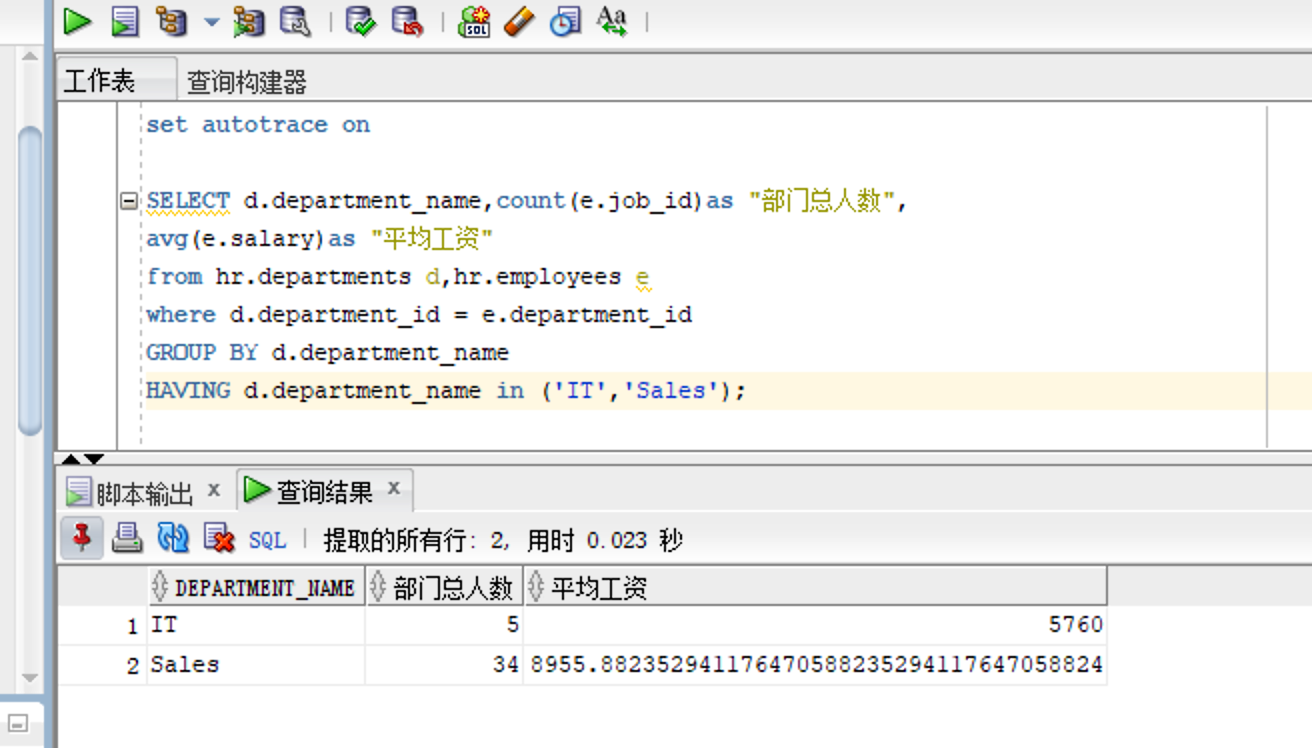 SQL
Aa
工作表 查询构建器
set autotrace on
SELECT d.department_name,count(e.job_id)as "部门总人数",
avg(e.salary)as "平均工资"
from hr.departments d,hr.employees e
where d.department_id = e.department_id
GROUP BY d.department_name
HAVING d.department_name in ('IT','Sales');
脚本输出 x 查询结果 x
SQL | 提取的所有行: 2, 用时 0.023 秒
DEPARTMENT_NAME 部门总人数 平均工资
1 IT 5 5760
2 Sales 34 8955.882352941176470588235294117647058824